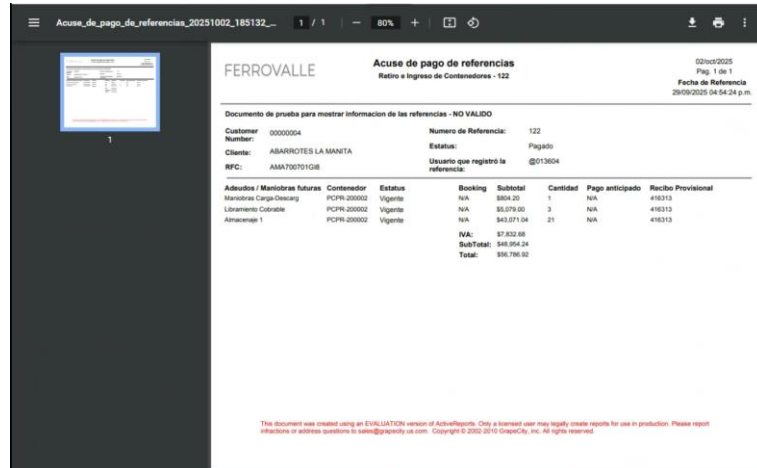 Acuse_de_pago_de_referencias_20251002_185132_... 1 / 1 80%
1
FERROVALLE
Acuse de pago de referencias
Retiro e Ingreso de Contenedores - 122
02/oct/2025
Pag. 1 de 1
Fecha de Referencia
29/09/2025 04:54:24 p.m.
Documento de prueba para mostrar informacion de las referencias - NO VALIDO
Customer Number: 00000004
Cliente: ABARROTES LA MANITA
RFC: AMA700701GI8
Numero de Referencia: 122
Estatus: Pagado
Usuario que registró la referencia: @013604
Adeudos / Maniobras futuras Contenedor Estatus Booking Subtotal Cantidad Pago anticipado Recibo Provisional
Maniobras Carga-Descarg PCPR-200002 Vigente N/A $804.20 1 N/A 416313
Libramiento Cobrable PCPR-200002 Vigente N/A $5,079.00 3 N/A 416313
Almacenaje 1 PCPR-200002 Vigente N/A $43,071.04 21 N/A 416313
IVA: $7,832.68
SubTotal: $48,954.24
Total: $56,786.92
This document was created using an EVALUATION version of ActiveReports. Only a licensed user may legally create reports for use in production. Please report
infractions or address questions to sales@grapecity.us.com. Copyright © 2002-2010 GrapeCity, inc. All rights reserved.